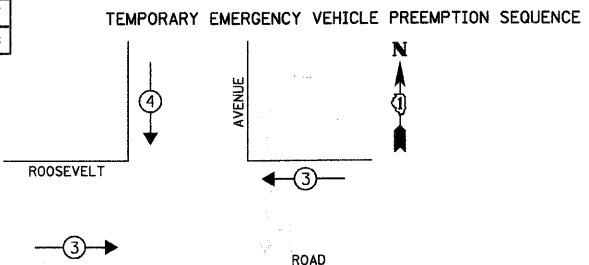 TEMPORARY EMERGENCY VEHICLE PREEMPTION SEQUENCE
N
4
AVENUE
1
ROOSEVELT
3
3
ROAD